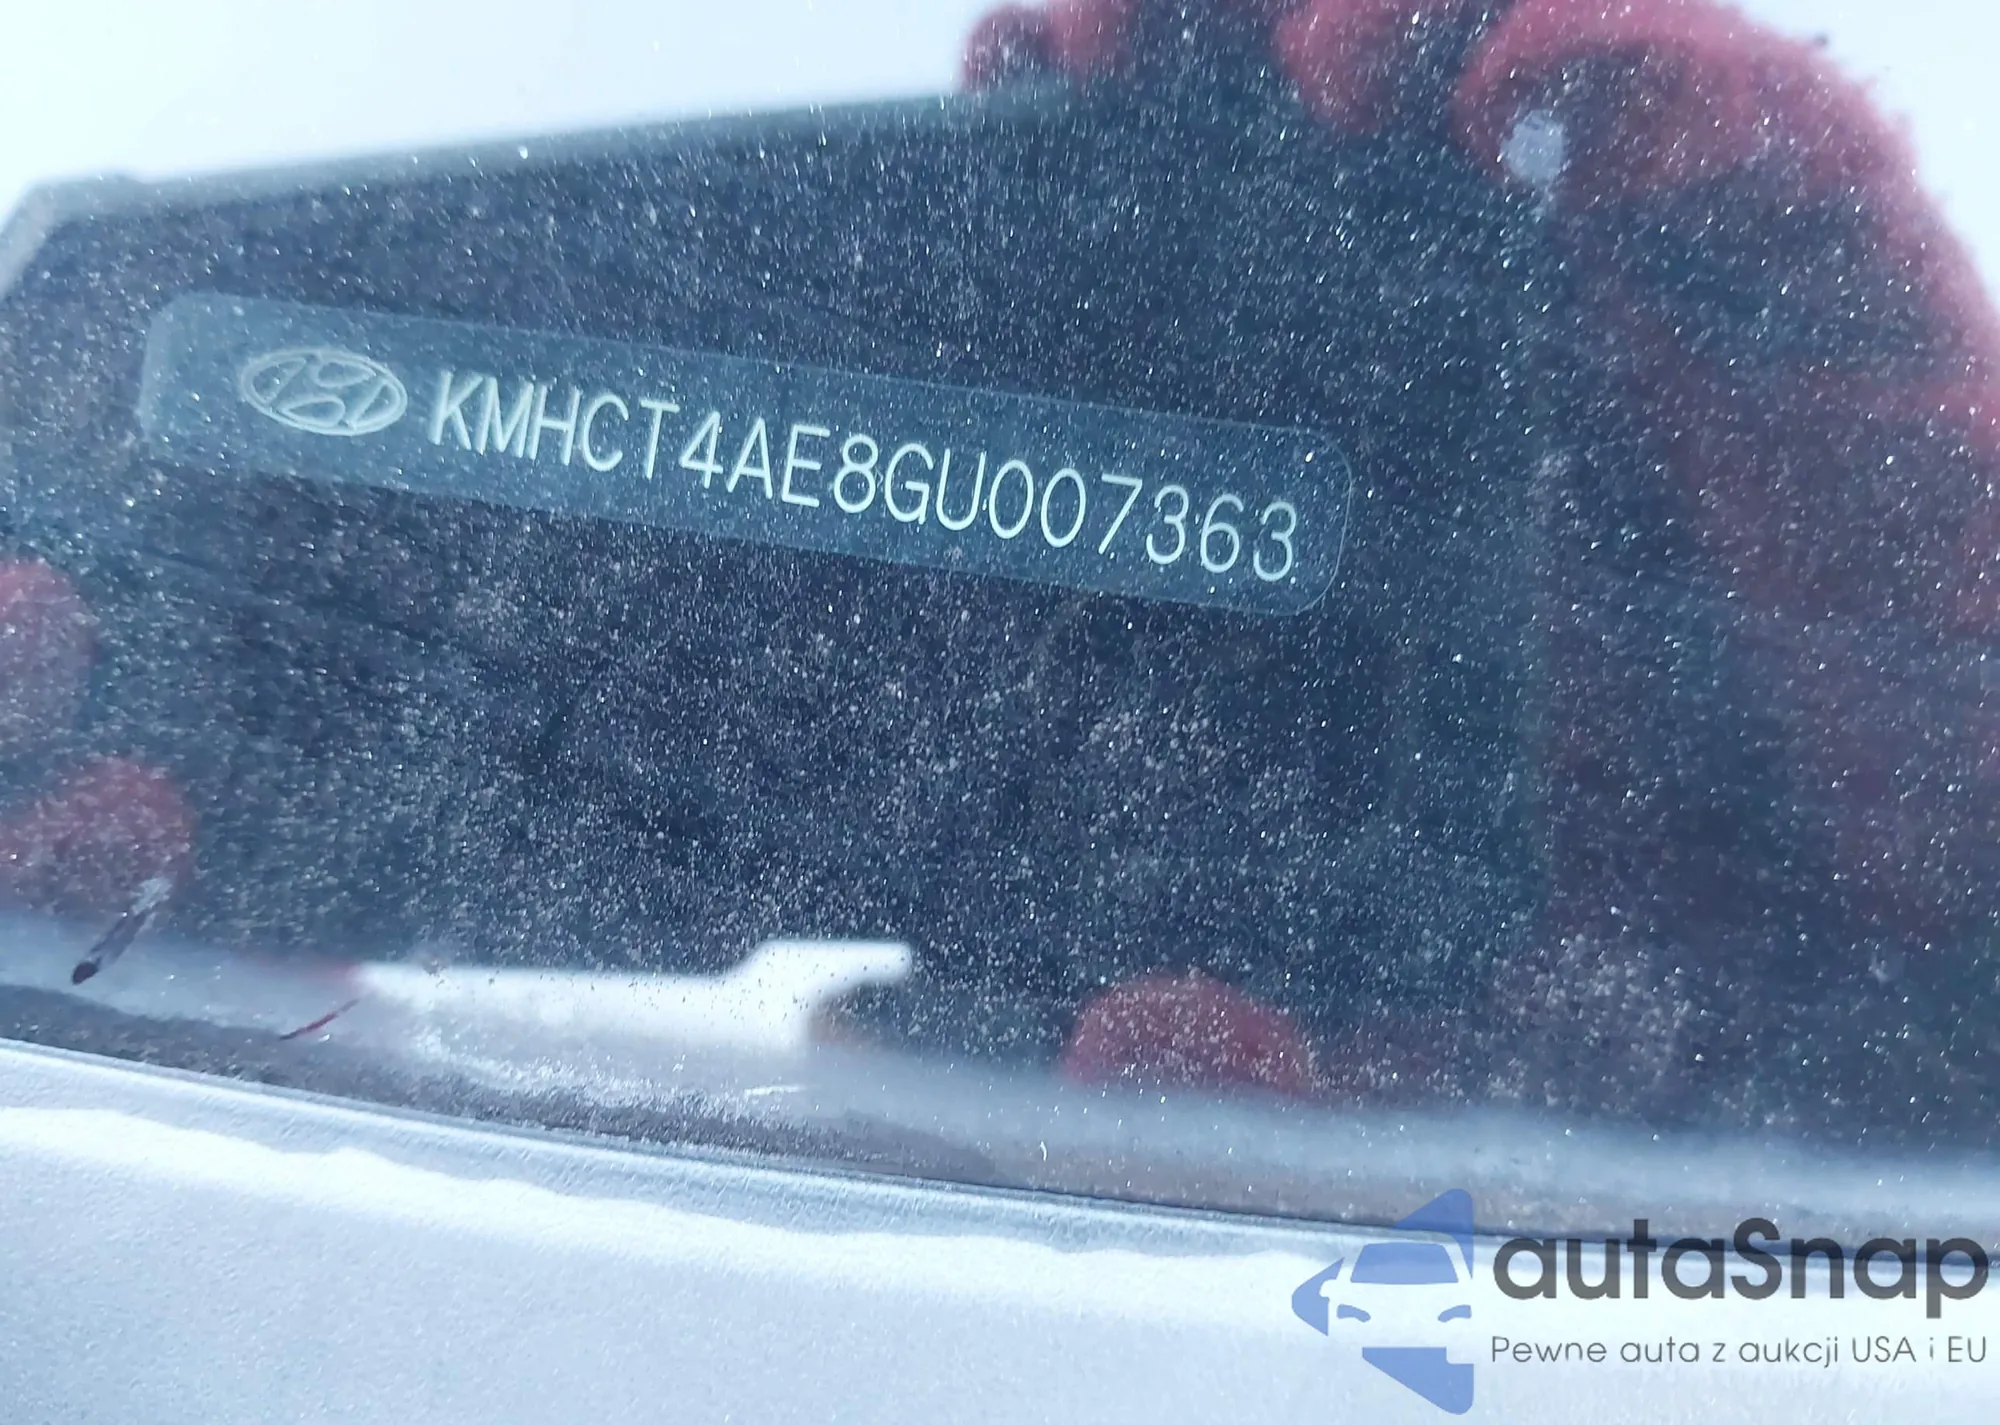 KMHCT4AE8GU007363
autaSnap
Pewne auta z aukcji USA i EU